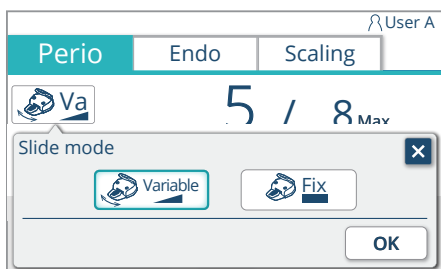 User A
Perio Endo Scaling
Va 5 / 8 Max
Slide mode
Variable Fix
OK